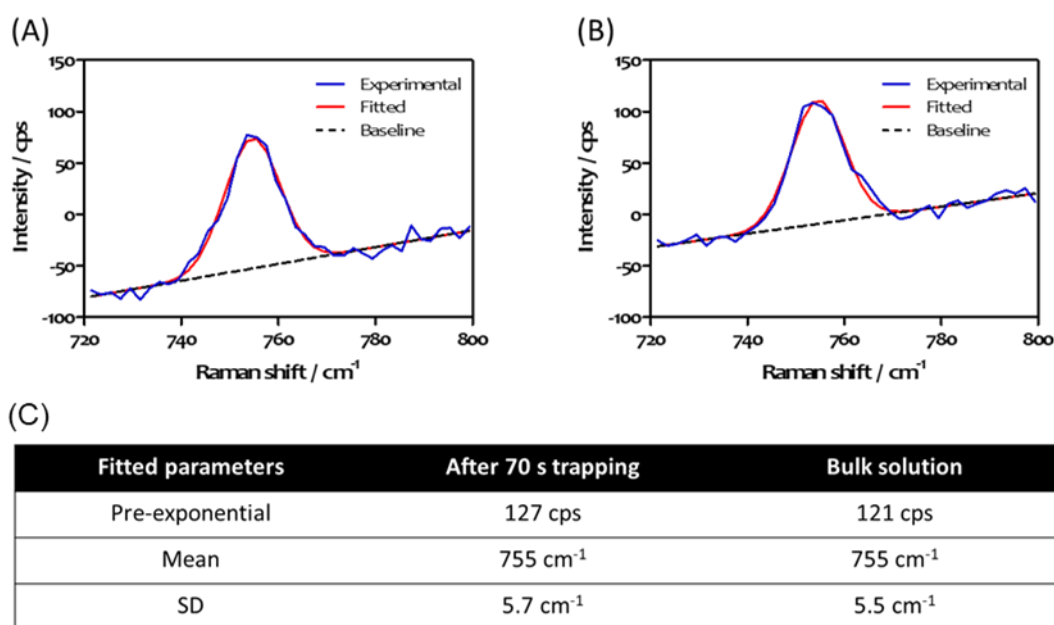 (A)
(B)
150
100
50
0
-50
-100
Intensity / cps
720
740
760
780
800
Raman shift / cm⁻¹
Experimental
Fitted
Baseline
150
100
50
0
-50
-100
Intensity / cps
720
740
760
780
800
Raman shift / cm⁻¹
Experimental
Fitted
Baseline
(C)
Fitted parameters After 70 s trapping Bulk solution
Pre-exponential 127 cps 121 cps
Mean 755 cm⁻¹ 755 cm⁻¹
SD 5.7 cm⁻¹ 5.5 cm⁻¹